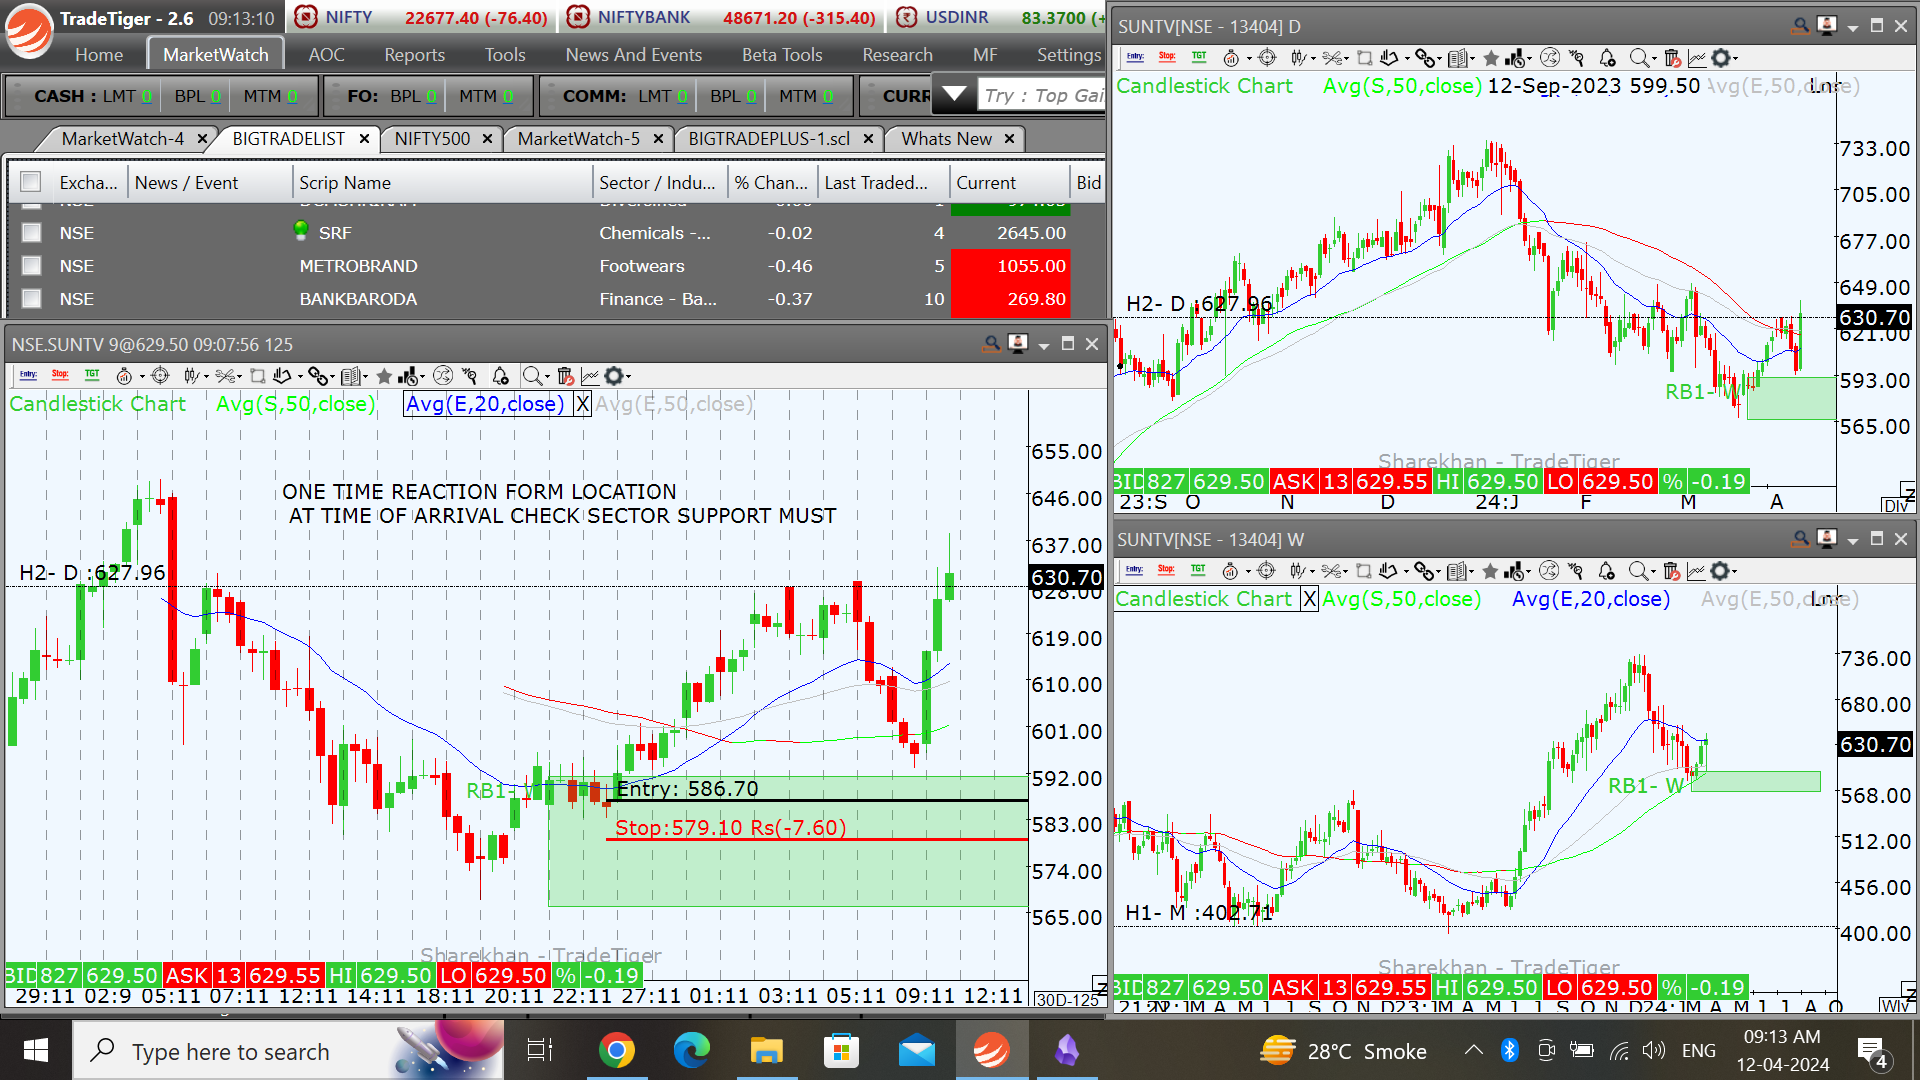 TradeTiger - 2.6 09:13:10
NIFTY 22677.40 (-76.40)
NIFTYBANK 48671.20 (-315.40)
USDINR 83.3700
Home MarketWatch AOC Reports Tools News And Events Beta Tools Research MF Settings
CASH : LMT 0 BPL 0 MTM 0
FO: BPL 0 MTM 0
COMM: LMT 0 BPL 0 MTM 0
Try : Top Gai
MarketWatch-4 X BIGTRADELIST X NIFTY500 X MarketWatch-5 X BIGTRADEPLUS-1.scl X Whats New X
Excha... News / Event Scrip Name Sector / Indu... % Chan... Last Traded... Current Bid
NSE SRF Chemicals -... -0.02 4 2645.00
NSE METROBRAND Footwears -0.46 5 1055.00
NSE BANKBARODA Finance - Ba... -0.37 10 269.80
NSE.SUNTV 9@629.50 09:07:56 125
Entry: Stop: TGT
Candlestick Chart Avg(S,50,close) Avg(E,20,close) X Avg(E,50,close)
ONE TIME REACTION FORM LOCATION
AT TIME OF ARRIVAL CHECK SECTOR SUPPORT MUST
H2- D :627.96
RB1- W
Entry: 586.70
Stop:579.10 Rs(-7.60)
655.00
646.00
637.00
630.70
628.00
619.00
610.00
601.00
592.00
583.00
574.00
565.00
Sharekhan - TradeTiger
BID 827 629.50 ASK 13 629.55 HI 629.50 LO 629.50 % -0.19
29:11 02:9 05:11 07:11 12:11 14:11 18:11 20:11 22:11 27:11 01:11 03:11 05:11 09:11 12:11
30D-125
SUNTV[NSE - 13404] D
Entry: Stop: TGT
Candlestick Chart Avg(S,50,close) 12-Sep-2023 599.50 Avg(E,50,close)
H2- D :627.96
RB1- W
733.00
705.00
677.00
649.00
630.70
621.00
593.00
565.00
Sharekhan - TradeTiger
BID 827 629.50 ASK 13 629.55 HI 629.50 LO 629.50 % -0.19
23:S O N D 24:J F M A
SUNTV[NSE - 13404] W
Entry: Stop: TGT
Candlestick Chart X Avg(S,50,close) Avg(E,20,close) Avg(E,50,close)
RB1- W
H1- M :402.71
736.00
680.00
630.70
568.00
512.00
456.00
400.00
Sharekhan - TradeTiger
BID 827 629.50 ASK 13 629.55 HI 629.50 LO 629.50 % -0.19
Type here to search
28°C Smoke
ENG
09:13 AM
12-04-2024
4